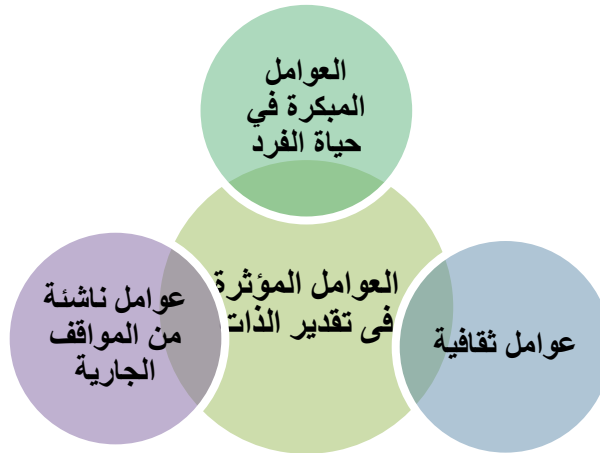 العوامل
المبكرة في
حياة الفرد
العوامل المؤثرة
فى تقدير الذات
عوامل ثقافية
عوامل ناشئة
من المواقف
الجارية